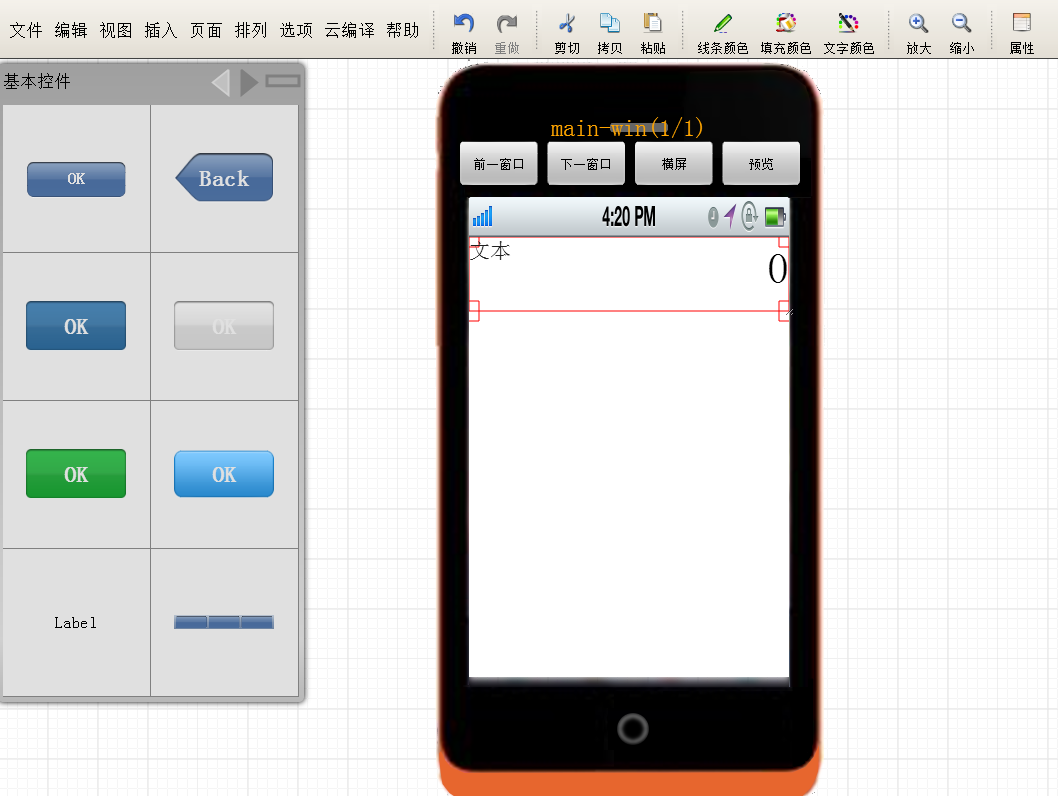 文件 编辑 视图 插入 页面 排列 选项 云编译 帮助
撤销 重做 剪切 拷贝 粘贴 线条颜色 填充颜色 文字颜色 放大 缩小 属性
基本控件
OK
Back
OK
OK
OK
OK
Label
main-win(1/1)
前一窗口 下一窗口 横屏 预览
4:20 PM
文本
0